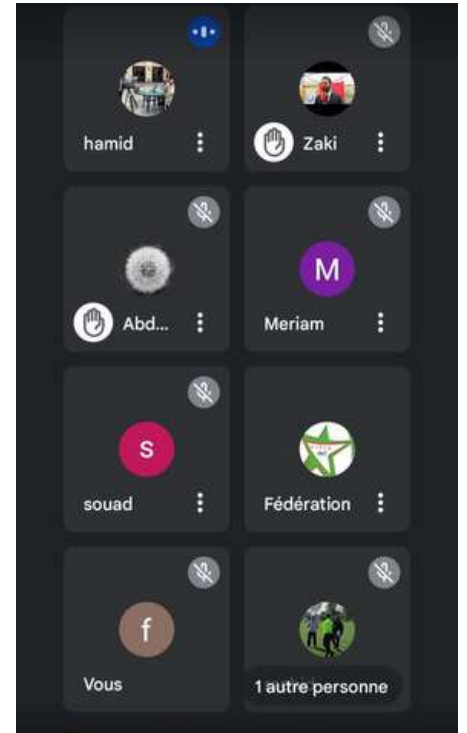 hamid
Zaki
Abd...
M
Meriam
s
souad
Fédération
f
Vous
1 autre personne